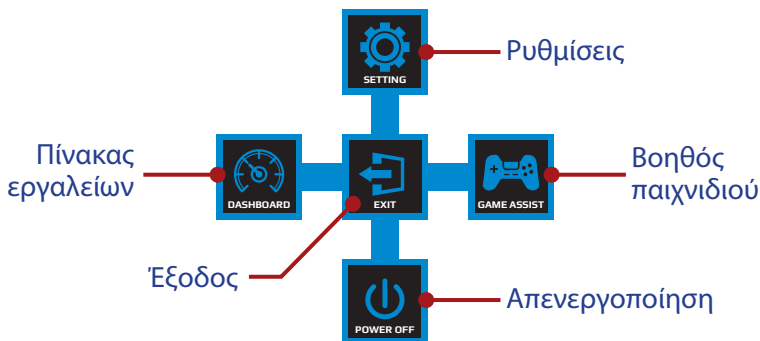 SETTING
Ρυθμίσεις
Πίνακας
εργαλείων
DASHBOARD
EXIT
GAME ASSIST
Βοηθός
παιχνιδιού
Έξοδος
POWER OFF
Απενεργοποίηση